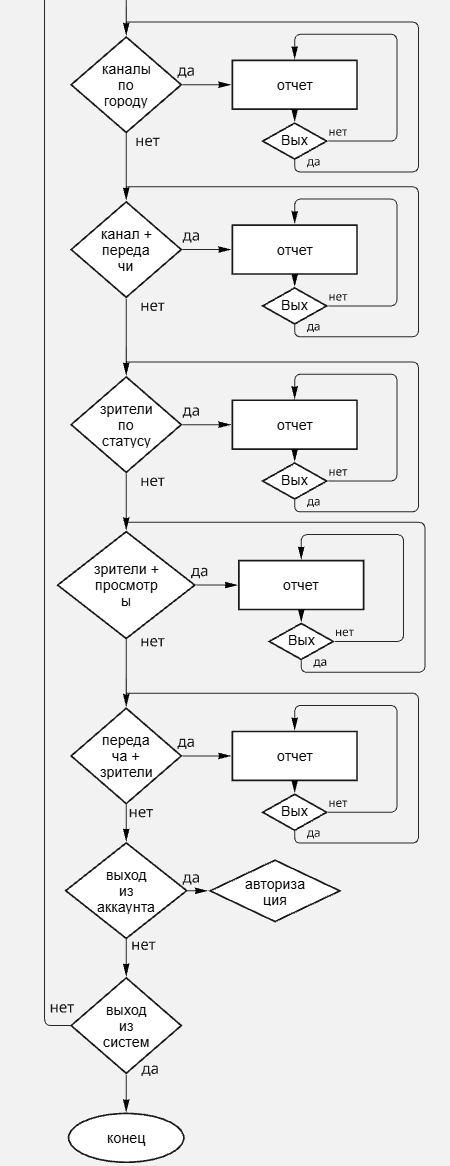 каналы
по
городу
да
отчет
Вых
нет
да
нет
канал +
переда
чи
да
отчет
Вых
нет
да
нет
зрители
по
статусу
да
отчет
Вых
нет
да
нет
зрители +
просмотр
ы
да
отчет
Вых
нет
да
нет
переда
ча +
зрители
да
отчет
Вых
нет
да
нет
выход
из
аккаунта
да
авториза
ция
нет
выход
из
систем
нет
да
конец